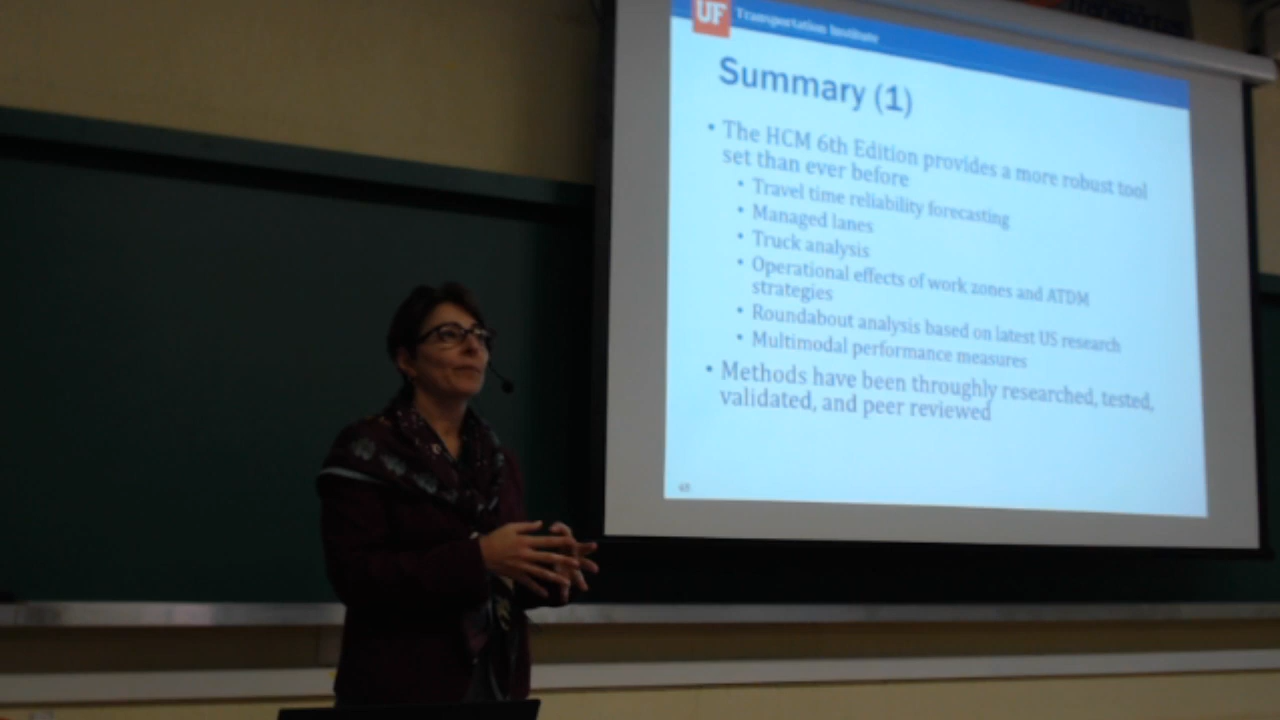 UF Transportation Institute
Summary (1)
• The HCM 6th Edition provides a more robust tool
set than ever before
• Travel time reliability forecasting
• Managed lanes
• Truck analysis
• Operational effects of work zones and ATDM
strategies
• Roundabout analysis based on latest US research
• Multimodal performance measures
• Methods have been throughly researched, tested,
validated, and peer reviewed